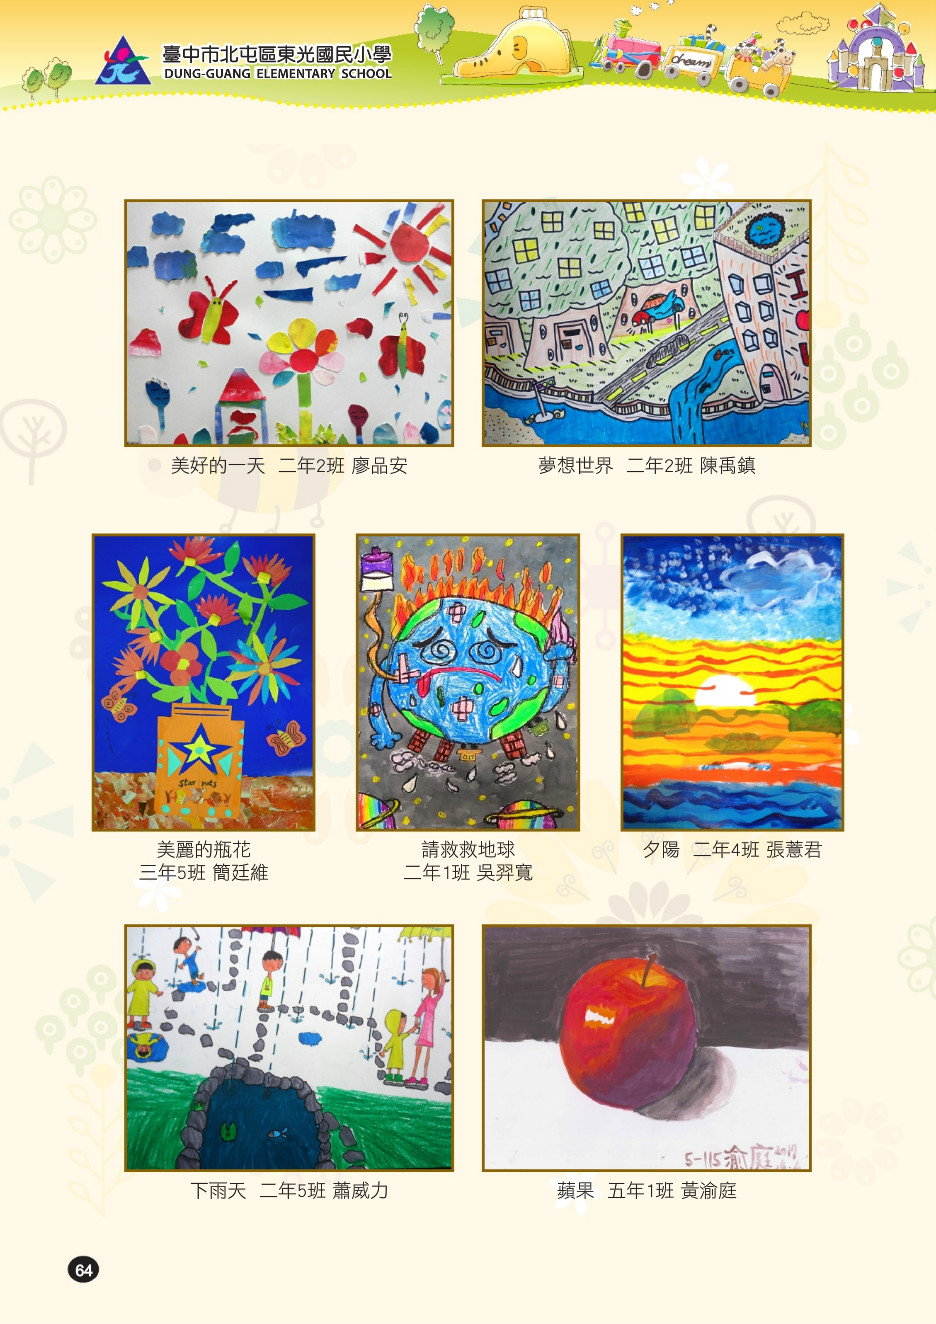 臺中市北屯區東光國民小學
DUNG-GUANG ELEMENTARY SCHOOL
dream
美好的一天 二年2班 廖品安
夢想世界 二年2班 陳禹鎮
star nuts
美麗的瓶花
三年5班 簡廷維
請救救地球
二年1班 吳羿寬
夕陽 二年4班 張薏君
下雨天 二年5班 蕭威力
5-115 渝庭 2017
蘋果 五年1班 黃渝庭
64